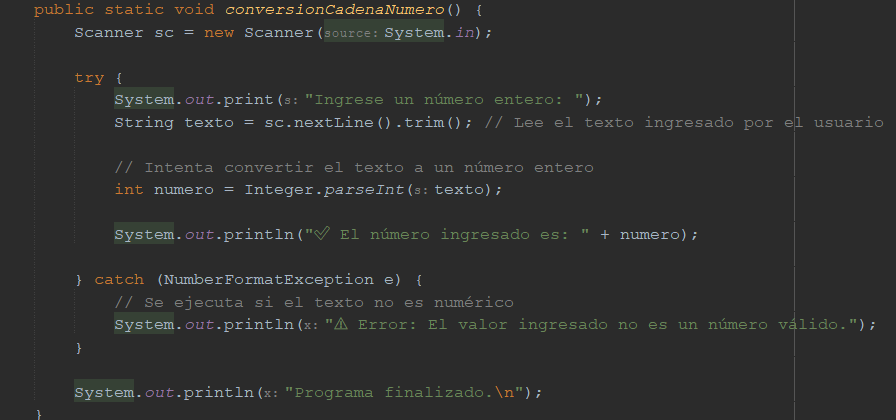 public static void conversionCadenaNumero() {
Scanner sc = new Scanner(source: System.in);
try {
System.out.print(s: "Ingrese un número entero: ");
String texto = sc.nextLine().trim(); // Lee el texto ingresado por el usuario
// Intenta convertir el texto a un número entero
int numero = Integer.parseInt(s: texto);
System.out.println("✅ El número ingresado es: " + numero);
} catch (NumberFormatException e) {
// Se ejecuta si el texto no es numérico
System.out.println(x: "⚠ Error: El valor ingresado no es un número válido.");
}
System.out.println(x: "Programa finalizado.\n");
}